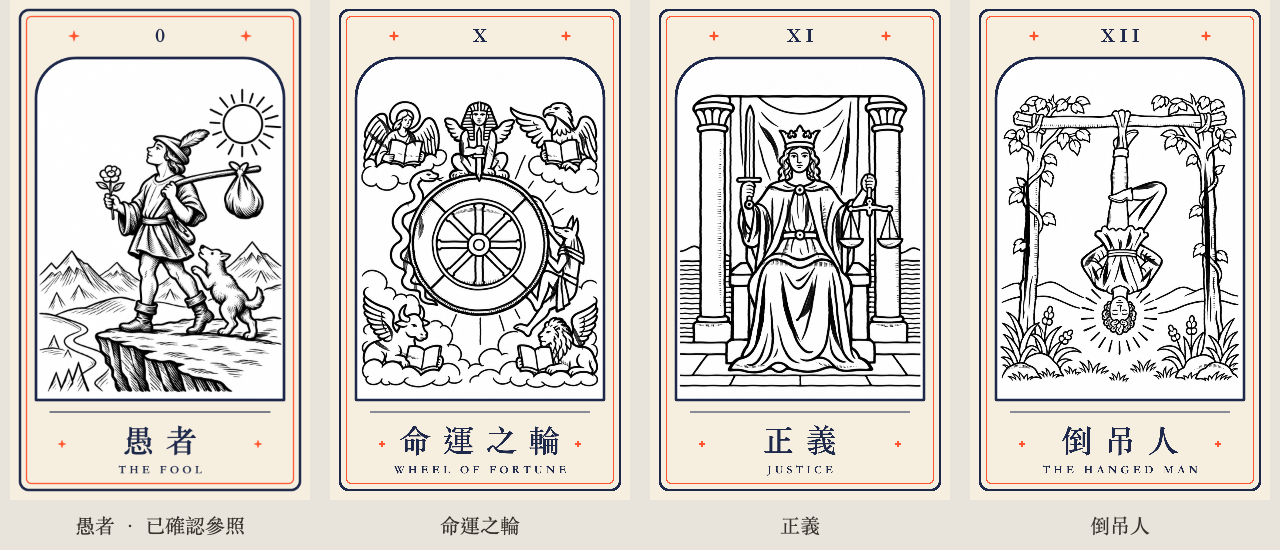 0
愚者
THE FOOL
愚者 · 已確認參照
X
命運之輪
WHEEL OF FORTUNE
命運之輪
XI
正義
JUSTICE
正義
XII
倒吊人
THE HANGED MAN
倒吊人